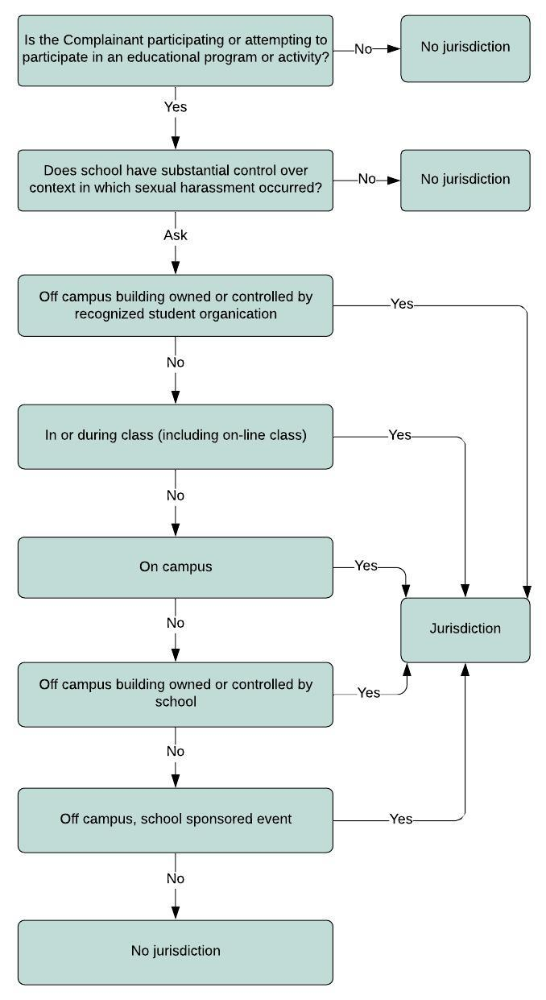 Is the Complainant participating or attempting to
participate in an educational program or activity?
No
No jurisdiction
Yes
Does school have substantial control over
context in which sexual harassment occurred?
No
No jurisdiction
Ask
Off campus building owned or controlled by
recognized student organication
Yes
No
In or during class (including on-line class)
Yes
No
On campus
Yes
No
Jurisdiction
Off campus building owned or controlled by
school
Yes
No
Off campus, school sponsored event
Yes
No
No jurisdiction